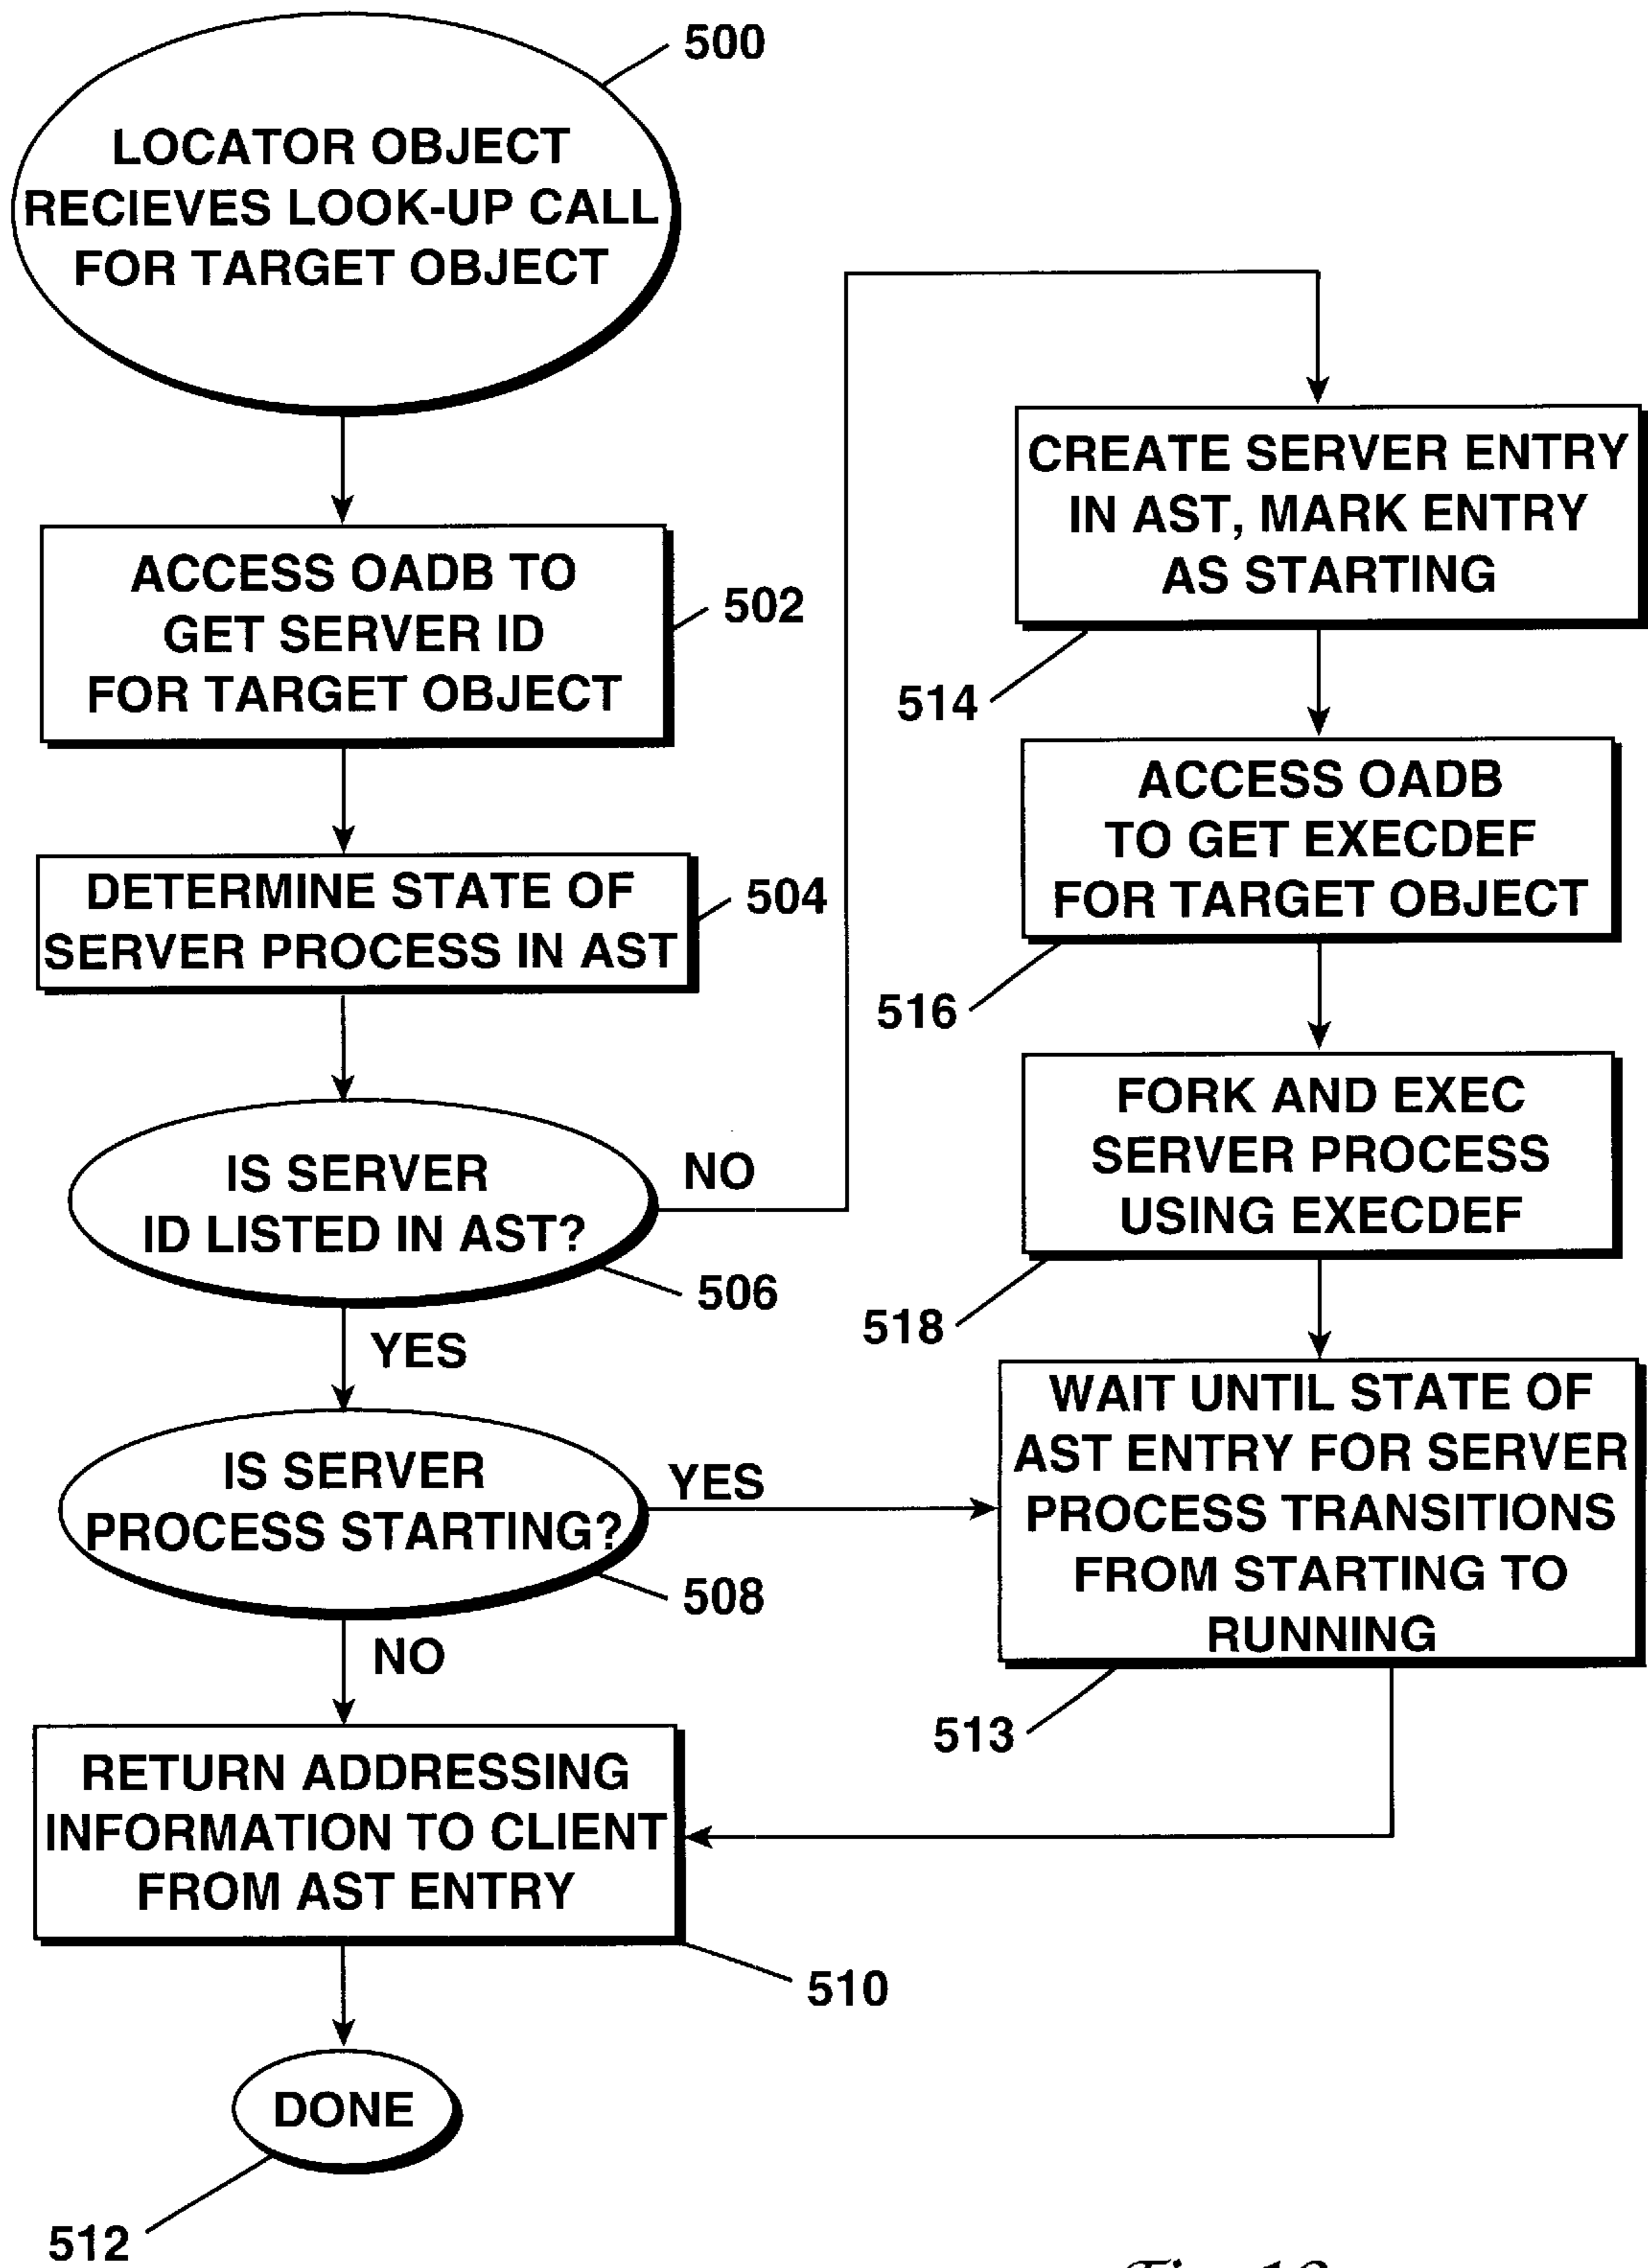 500
LOCATOR OBJECT
RECIEVES LOOK-UP CALL
FOR TARGET OBJECT
ACCESS OADB TO
GET SERVER ID
FOR TARGET OBJECT
502
DETERMINE STATE OF
SERVER PROCESS IN AST
504
IS SERVER
ID LISTED IN AST?
NO
506
YES
IS SERVER
PROCESS STARTING?
YES
508
NO
RETURN ADDRESSING
INFORMATION TO CLIENT
FROM AST ENTRY
510
DONE
512
CREATE SERVER ENTRY
IN AST, MARK ENTRY
AS STARTING
514
ACCESS OADB
TO GET EXECDEF
FOR TARGET OBJECT
516
FORK AND EXEC
SERVER PROCESS
USING EXECDEF
518
WAIT UNTIL STATE OF
AST ENTRY FOR SERVER
PROCESS TRANSITIONS
FROM STARTING TO
RUNNING
513